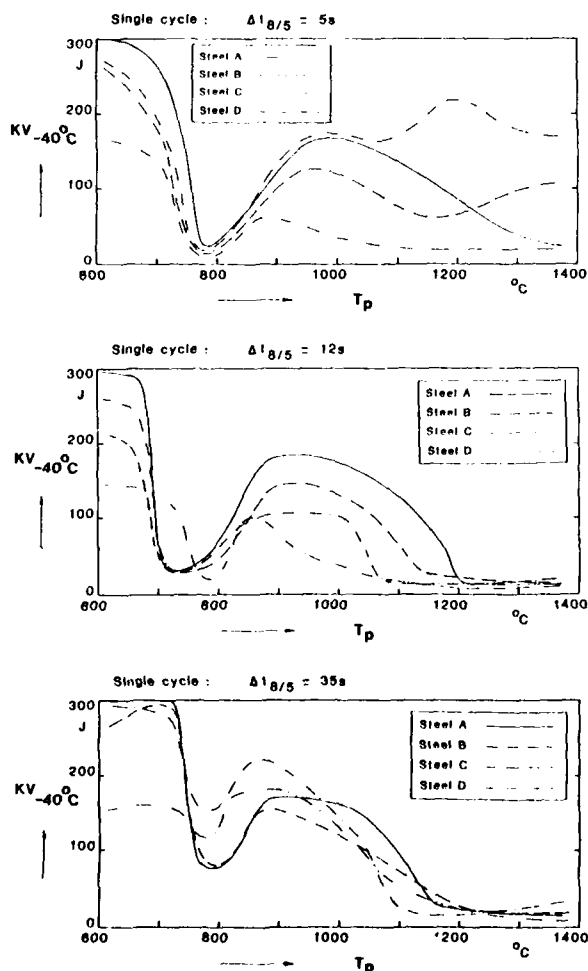 Single cycle : Δt8/5 = 5s
300
J
200
KV-40°C
100
0
Steel A
Steel B
Steel C
Steel D
600 800 1000 1200 °C 1400
Tp
Single cycle : Δt8/5 = 12s
300
J
200
KV-40°C
100
0
Steel A
Steel B
Steel C
Steel D
600 800 1000 1200 °C 1400
Tp
Single cycle : Δt8/5 = 35s
300
J
200
KV-40°C
100
0
Steel A
Steel B
Steel C
Steel D
600 800 1000 1200 °C 1400
Tp